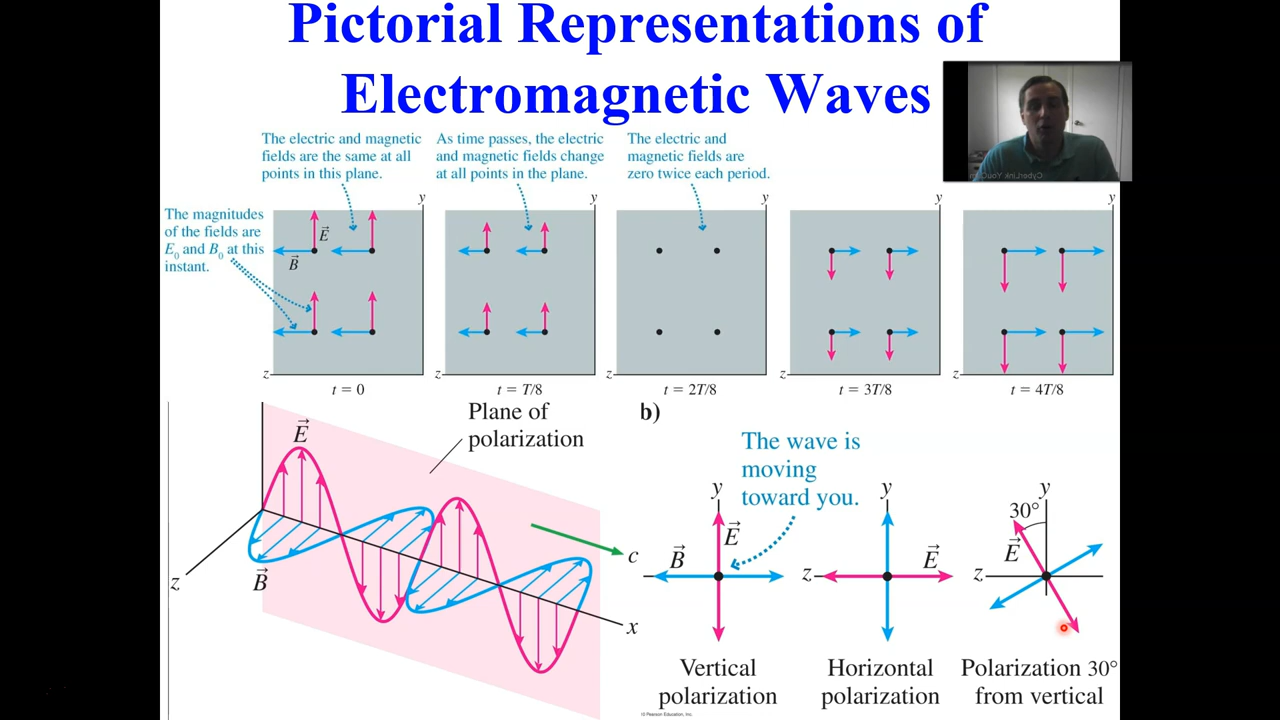 Pictorial Representations of
Electromagnetic Waves
The electric and magnetic
fields are the same at all
points in this plane.
As time passes, the electric
and magnetic fields change
at all points in the plane.
The electric and
magnetic fields are
zero twice each period.
The magnitudes
of the fields are
E₀ and B₀ at this
instant.
y
E⃗
B⃗
z
t = 0
y
z
t = T/8
y
z
t = 2T/8
y
z
t = 3T/8
y
z
t = 4T/8
Plane of
polarization
E⃗
B⃗
z
c
x
b)
The wave is
moving
toward you.
y
E⃗
B⃗
Vertical
polarization
y
E⃗
z
Horizontal
polarization
y
30°
E⃗
z
Polarization 30°
from vertical